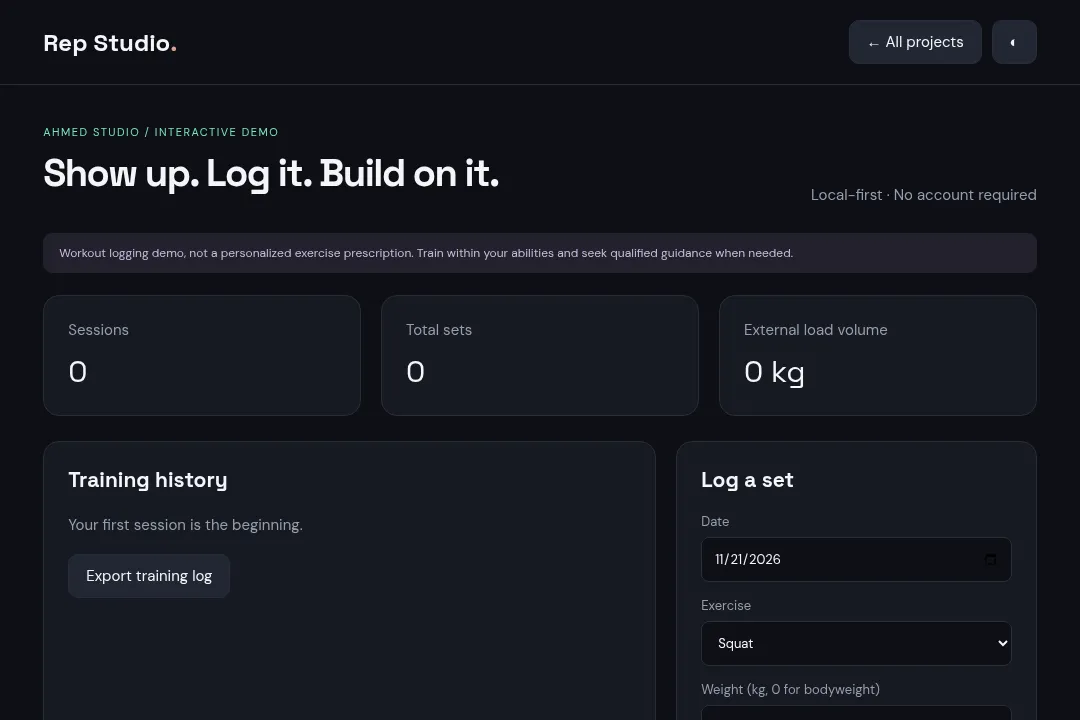 Rep Studio.
← All projects
AHMED STUDIO / INTERACTIVE DEMO
Show up. Log it. Build on it.
Local-first · No account required
Workout logging demo, not a personalized exercise prescription. Train within your abilities and seek qualified guidance when needed.
Sessions
0
Total sets
0
External load volume
0 kg
Training history
Your first session is the beginning.
Export training log
Log a set
Date
11/21/2026
Exercise
Squat
Weight (kg, 0 for bodyweight)